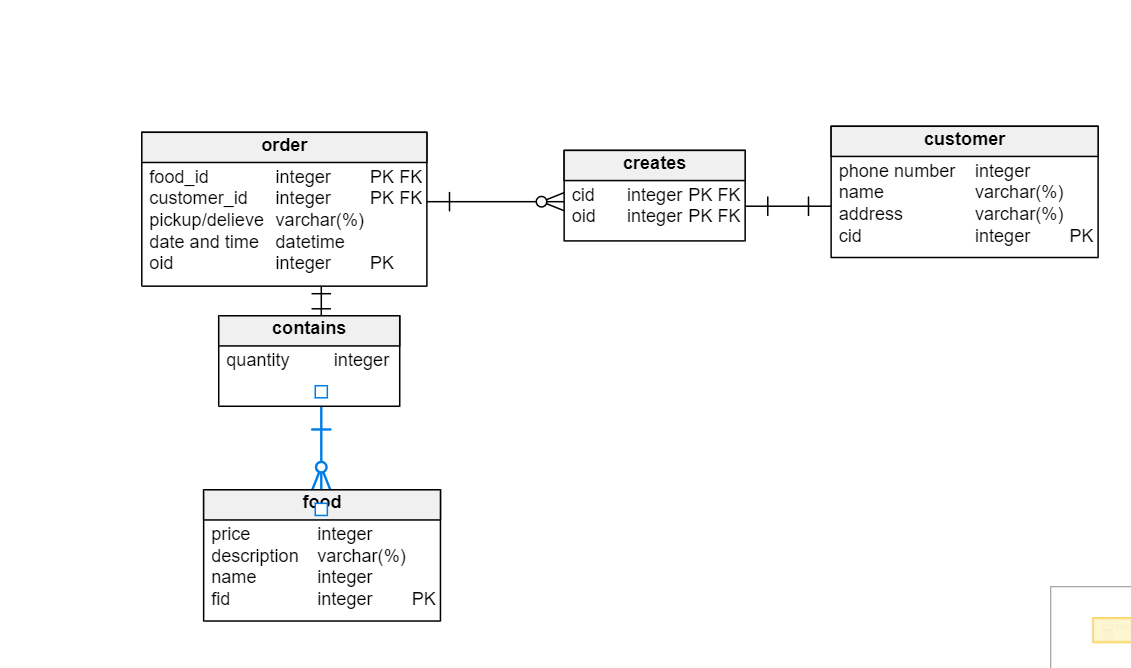 order
food_id integer PK FK
customer_id integer PK FK
pickup/delieve varchar(%)
date and time datetime
oid integer PK
creates
cid integer PK FK
oid integer PK FK
customer
phone number integer
name varchar(%)
address varchar(%)
cid integer PK
contains
quantity integer
food
price integer
description varchar(%)
name integer
fid integer PK